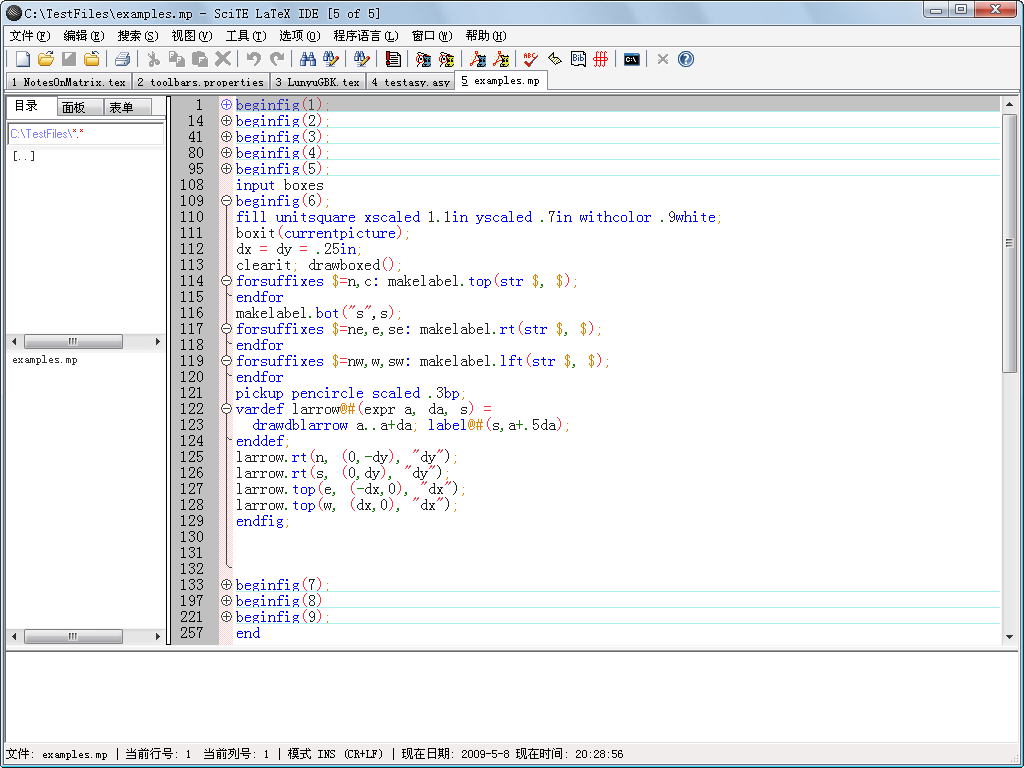 C:\TestFiles\examples.mp - SciTE LaTeX IDE [5 of 5]
文件(F) 编辑(E) 搜索(S) 视图(V) 工具(T) 选项(O) 程序语言(L) 窗口(W) 帮助(H)
1 NotesOnMatrix.tex 2 toolbars.properties 3 LunyuGBK.tex 4 testasy.asy 5 examples.mp
目录 面板 表单
C:\TestFiles\*.*
[..]
examples.mp
1 beginfig(1);
14 beginfig(2);
41 beginfig(3);
80 beginfig(4);
95 beginfig(5);
108 input boxes
109 beginfig(6);
110 fill unitsquare xscaled 1.1in yscaled .7in withcolor .9white;
111 boxit(currentpicture);
112 dx = dy = .25in;
113 clearit; drawboxed();
114 forsuffixes $=n,c: makelabel.top(str $, $);
115 endfor
116 makelabel.bot("s",s);
117 forsuffixes $=ne,e,se: makelabel.rt(str $, $);
118 endfor
119 forsuffixes $=nw,w,sw: makelabel.lft(str $, $);
120 endfor
121 pickup pencircle scaled .3bp;
122 vardef larrow@#(expr a, da, s) =
123 drawdblarrow a..a+da; label@#(s,a+.5da);
124 enddef;
125 larrow.rt(n, (0,-dy), "dy");
126 larrow.rt(s, (0,dy), "dy");
127 larrow.top(e, (-dx,0), "dx");
128 larrow.top(w, (dx,0), "dx");
129 endfig;
130
131
132
133 beginfig(7);
197 beginfig(8)
221 beginfig(9);
257 end
文件: examples.mp | 当前行号: 1 当前列号: 1 | 模式 INS (CR+LF) | 现在日期: 2009-5-8 现在时间: 20:28:56